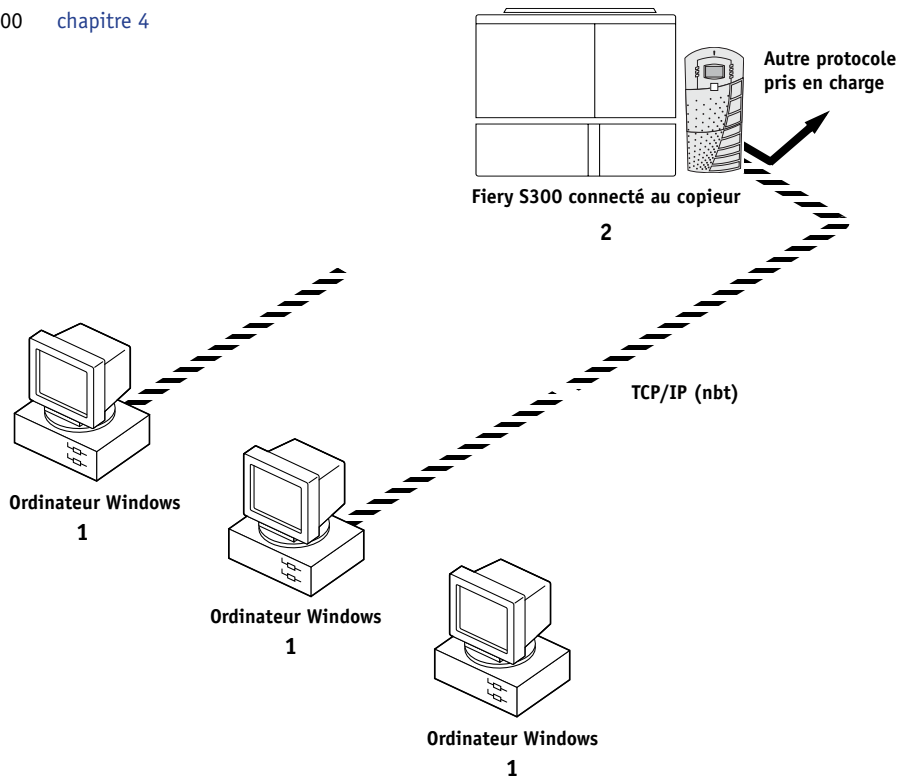 00 chapitre 4
Autre protocole
pris en charge
Fiery S300 connecté au copieur
2
TCP/IP (nbt)
Ordinateur Windows
1
Ordinateur Windows
1
Ordinateur Windows
1